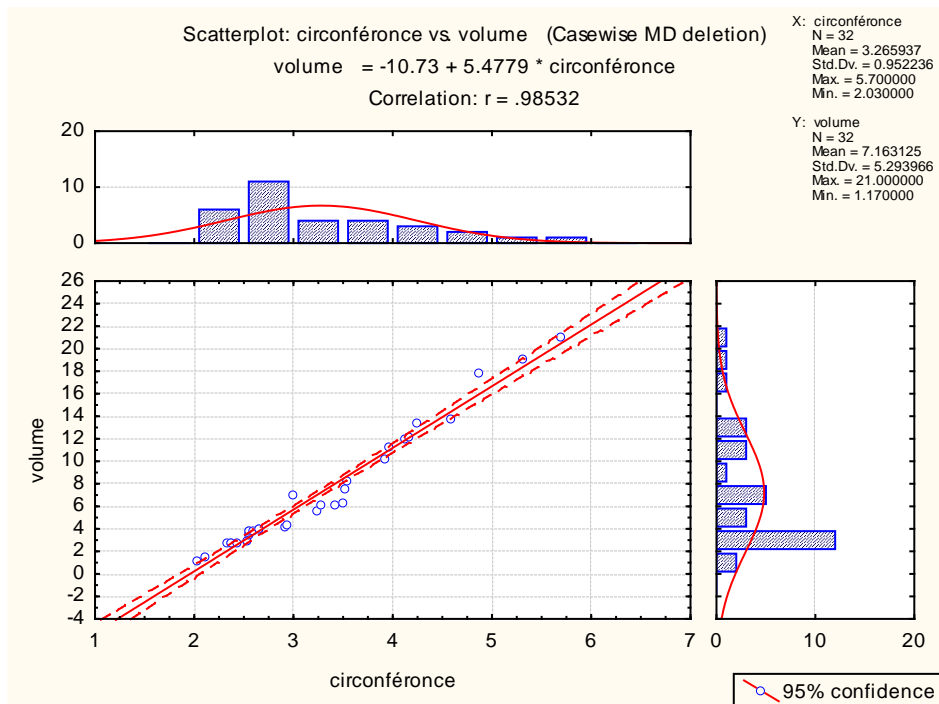 Scatterplot: circonféronce vs. volume (Casewise MD deletion)
volume = -10.73 + 5.4779 * circonféronce
Correlation: r = .98532
X: circonféronce
N = 32
Mean = 3.265937
Std.Dv. = 0.952236
Max. = 5.700000
Min. = 2.030000
Y: volume
N = 32
Mean = 7.163125
Std.Dv. = 5.293966
Max. = 21.000000
Min. = 1.170000
20
10
0
26
24
22
20
18
16
14
12
10
8
6
4
2
0
-2
-4
volume
1 2 3 4 5 6 7
circonféronce
0 10 20
95% confidence